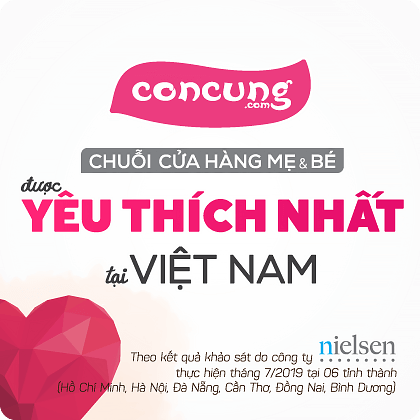 concung
.com
CHUỖI CỬA HÀNG MẸ & BÉ
được
YÊU THÍCH NHẤT
tại VIỆT NAM
Theo kết quả khảo sát do công ty nielsen
thực hiện tháng 7/2019 tại 06 tỉnh thành
(Hồ Chí Minh, Hà Nội, Đà Nẵng, Cần Thơ, Đồng Nai, Bình Dương)